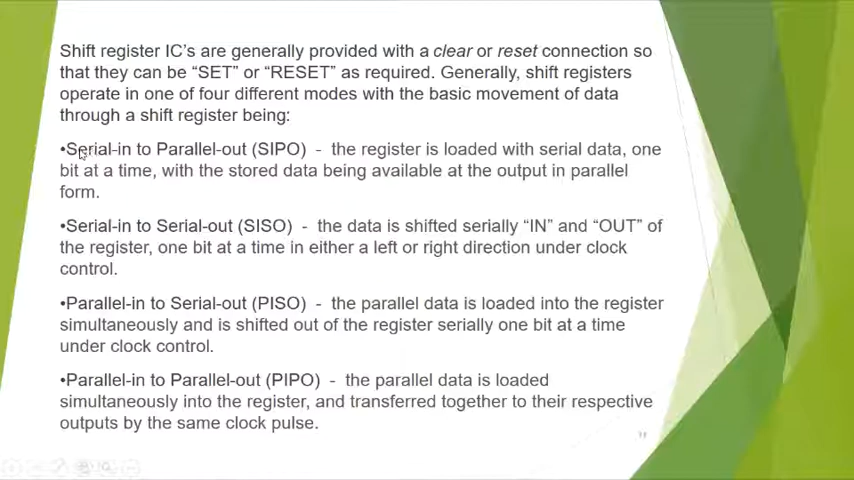 Shift register IC's are generally provided with a clear or reset connection so
that they can be “SET” or “RESET” as required. Generally, shift registers
operate in one of four different modes with the basic movement of data
through a shift register being:
•Serial-in to Parallel-out (SIPO) - the register is loaded with serial data, one
bit at a time, with the stored data being available at the output in parallel
form.
•Serial-in to Serial-out (SISO) - the data is shifted serially “IN” and “OUT” of
the register, one bit at a time in either a left or right direction under clock
control.
•Parallel-in to Serial-out (PISO) - the parallel data is loaded into the register
simultaneously and is shifted out of the register serially one bit at a time
under clock control.
•Parallel-in to Parallel-out (PIPO) - the parallel data is loaded
simultaneously into the register, and transferred together to their respective
outputs by the same clock pulse.